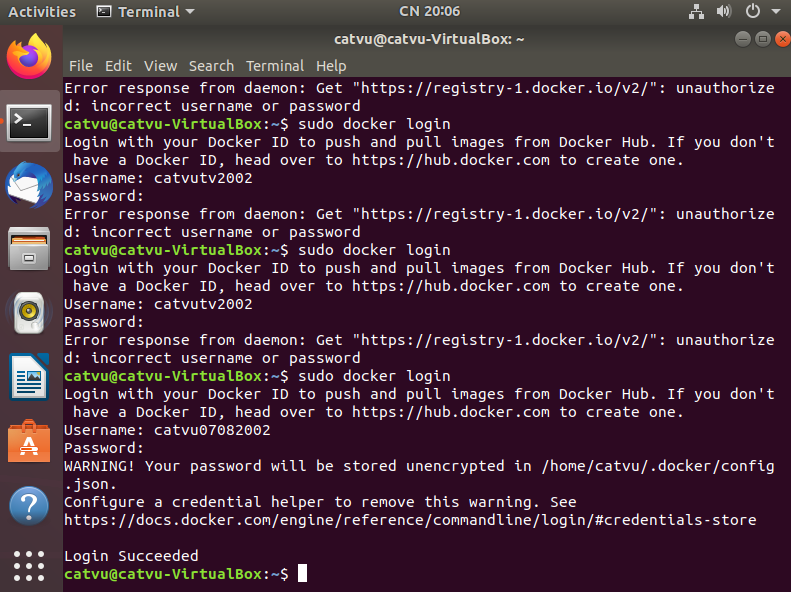 Activities Terminal CN 20:06
catvu@catvu-VirtualBox: ~
File Edit View Search Terminal Help
Error response from daemon: Get "https://registry-1.docker.io/v2/": unauthorize
d: incorrect username or password
catvu@catvu-VirtualBox:~$ sudo docker login
Login with your Docker ID to push and pull images from Docker Hub. If you don't
 have a Docker ID, head over to https://hub.docker.com to create one.
Username: catvutv2002
Password:
Error response from daemon: Get "https://registry-1.docker.io/v2/": unauthorize
d: incorrect username or password
catvu@catvu-VirtualBox:~$ sudo docker login
Login with your Docker ID to push and pull images from Docker Hub. If you don't
 have a Docker ID, head over to https://hub.docker.com to create one.
Username: catvutv2002
Password:
Error response from daemon: Get "https://registry-1.docker.io/v2/": unauthorize
d: incorrect username or password
catvu@catvu-VirtualBox:~$ sudo docker login
Login with your Docker ID to push and pull images from Docker Hub. If you don't
 have a Docker ID, head over to https://hub.docker.com to create one.
Username: catvu07082002
Password:
WARNING! Your password will be stored unencrypted in /home/catvu/.docker/config
.json.
Configure a credential helper to remove this warning. See
https://docs.docker.com/engine/reference/commandline/login/#credentials-store

Login Succeeded
catvu@catvu-VirtualBox:~$